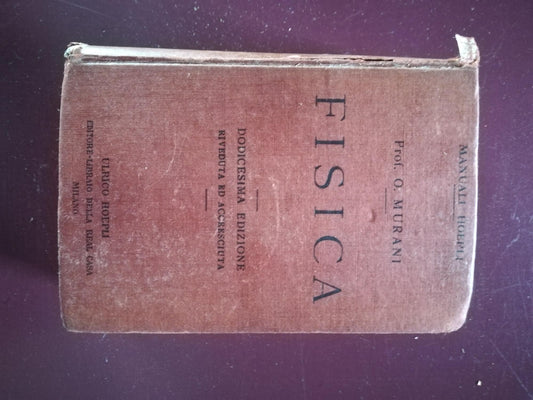 MANUALI HOEPLI
Prof. O. MURANI
FISICA
DODICESIMA EDIZIONE
RIVEDUTA ED ACCRESCIUTA
ULRICO HOEPLI
EDITORE-LIBRAIO DELLA REAL CASA
MILANO